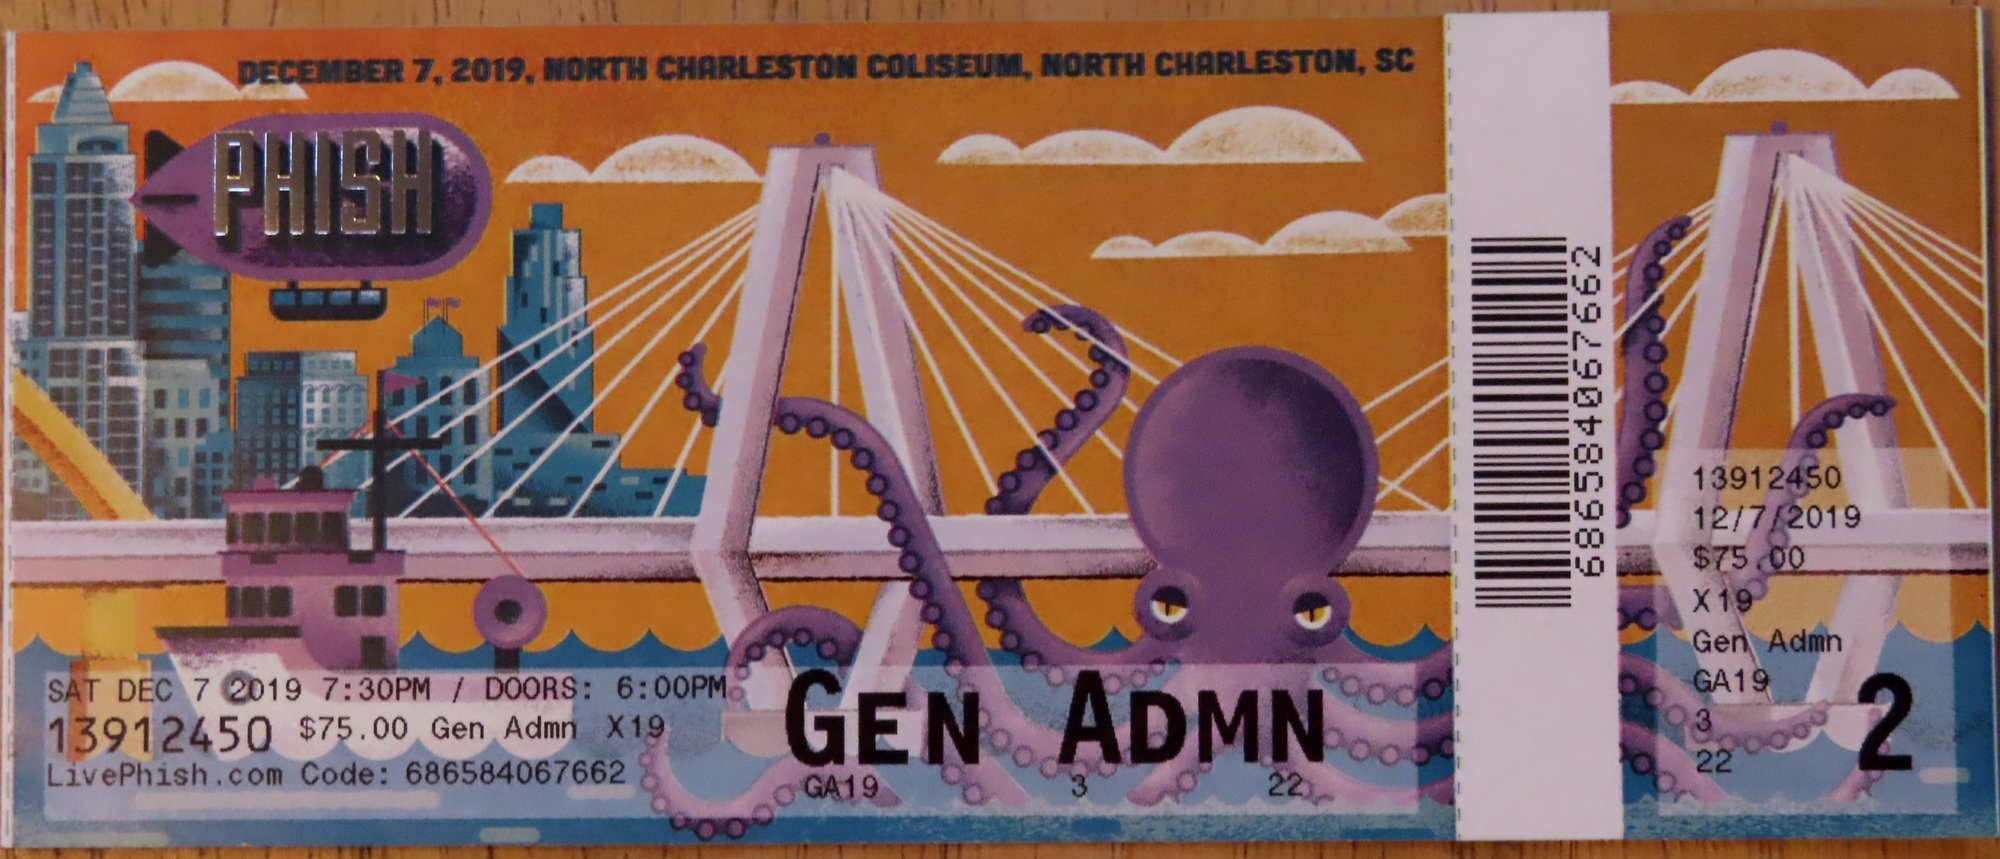 DECEMBER 7, 2019, NORTH CHARLESTON COLISEUM, NORTH CHARLESTON, SC
PHISH
SAT DEC 7 2019 7:30PM / DOORS: 6:00PM
13912450 $75.00 Gen Admn X19
LivePhish.com Code: 686584067662
GEN ADMN
GA19 3 22
686584067662
13912450
12/7/2019
$75.00
X19
Gen Admn
GA19
3
22
2